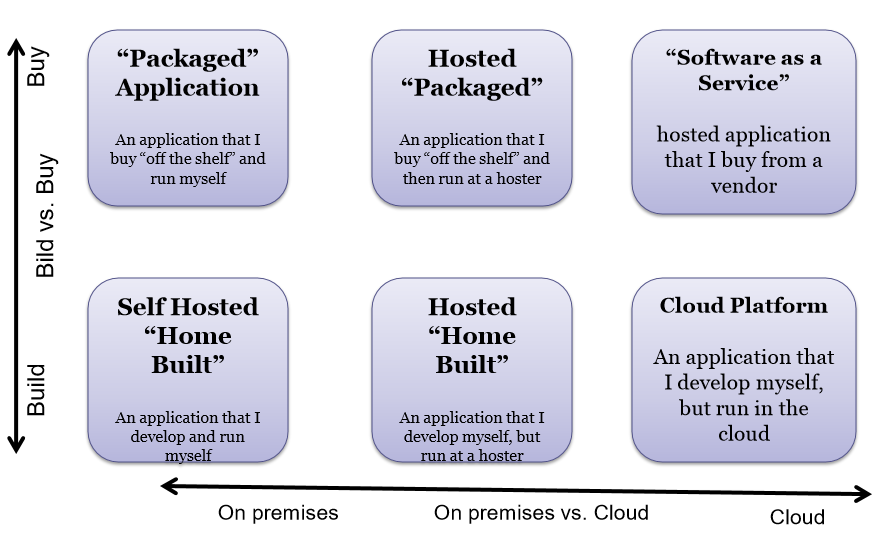 Buy
Bild vs. Buy
Build
“Packaged”
Application
An application that I
buy “off the shelf” and
run myself
Hosted
“Packaged”
An application that I
buy “off the shelf” and
then run at a hoster
“Software as a
Service”
hosted application
that I buy from a
vendor
Self Hosted
“Home
Built”
An application that I
develop and run
myself
Hosted
“Home
Built”
An application that I
develop myself, but
run at a hoster
Cloud Platform
An application that
I develop myself,
but run in the
cloud
On premises
On premises vs. Cloud
Cloud